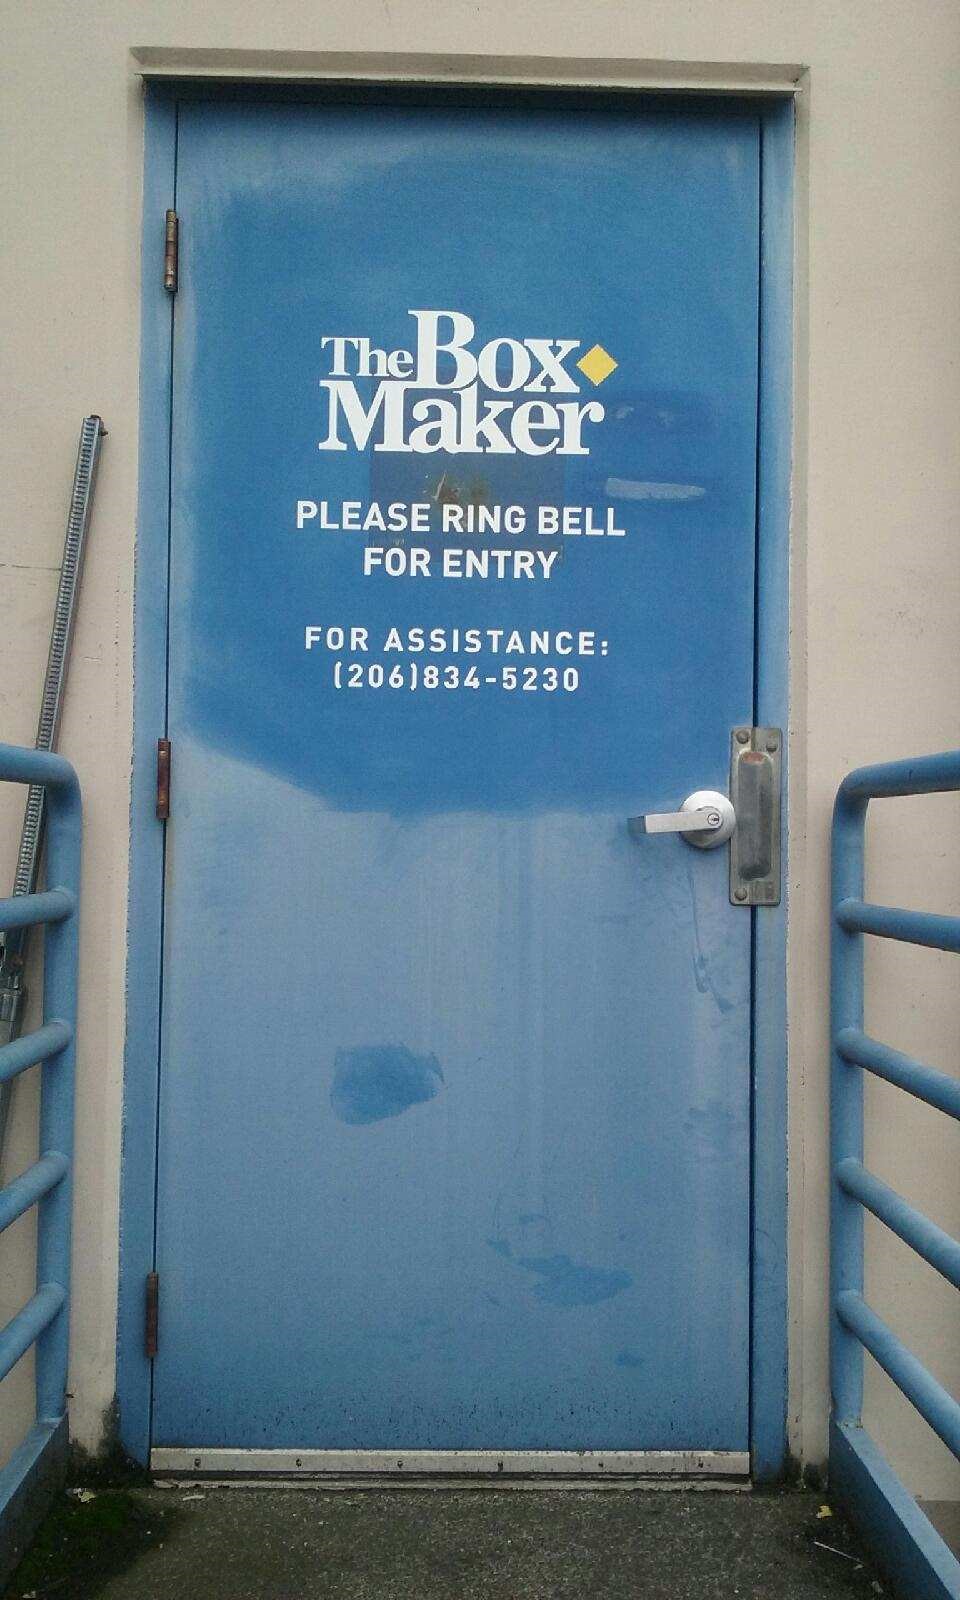 The Box
Maker
PLEASE RING BELL
FOR ENTRY
FOR ASSISTANCE:
(206)834-5230